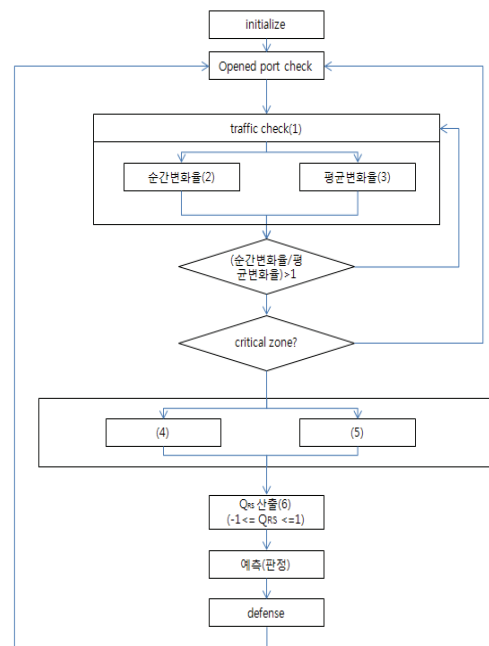 initialize
Opened port check
traffic check(1)
순간변화율(2)
평균변화율(3)
(순간변화율/평
균변화율)>1
critical zone?
(4)
(5)
QRS 산출(6)
(-1<= QRS <=1)
예측(판정)
defense